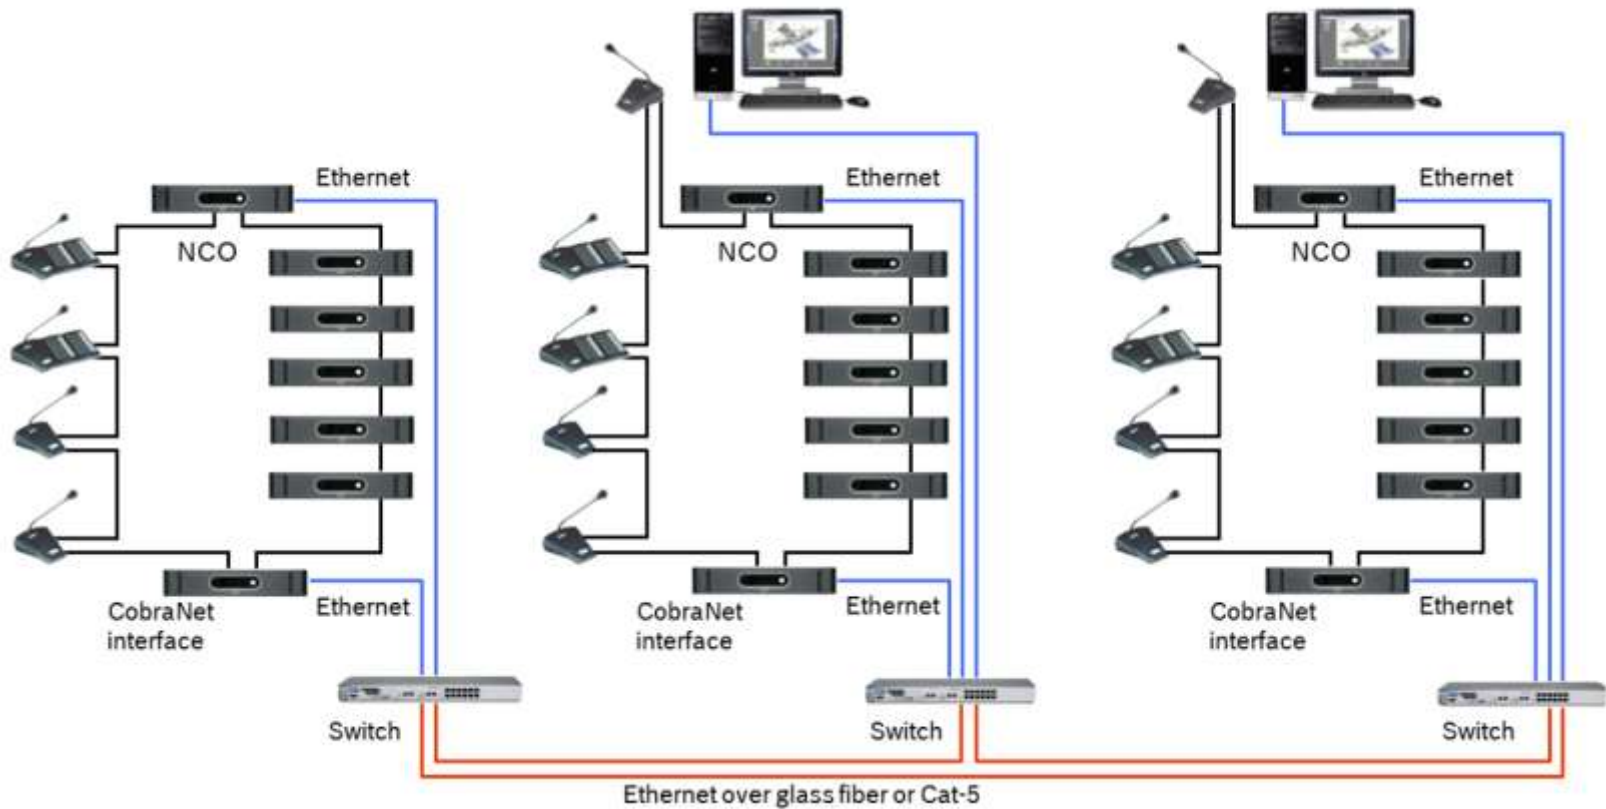 Ethernet
Ethernet
Ethernet
NCO
NCO
NCO
CobraNet
interface
Ethernet
CobraNet
interface
Ethernet
CobraNet
interface
Ethernet
Switch
Switch
Switch
Ethernet over glass fiber or Cat-5